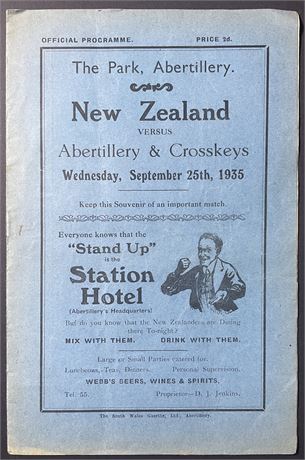 OFFICIAL PROGRAMME. PRICE 2d.
The Park, Abertillery.
New Zealand
VERSUS
Abertillery & Crosskeys
Wednesday, September 25th, 1935
Keep this Souvenir of an important match.
Everyone knows that the
"Stand Up"
is the
Station
Hotel
(Abertillery's Headquarters)
But do you know that the New Zealanders are Dining
there To-night?
MIX WITH THEM. DRINK WITH THEM.
Large or Small Parties catered for.
Luncheons, Teas, Dinners. Personal Supervision.
WEBB'S BEERS, WINES & SPIRITS.
Tel. 55. Proprietor—D. J. Jenkins.
The South Wales Gazette, Ltd., Abertillery.